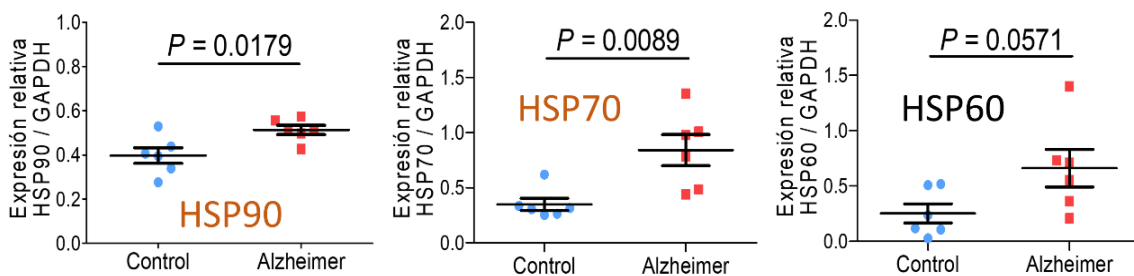 Expresión relativa
HSP90 / GAPDH
1.0
0.8
0.6
0.4
0.2
0.0
P = 0.0179
HSP90
Control
Alzheimer
Expresión relativa
HSP70 / GAPDH
2.0
1.5
1.0
0.5
0.0
P = 0.0089
HSP70
Control
Alzheimer
Expresión relativa
HSP60 / GAPDH
2.0
1.5
1.0
0.5
0.0
P = 0.0571
HSP60
Control
Alzheimer